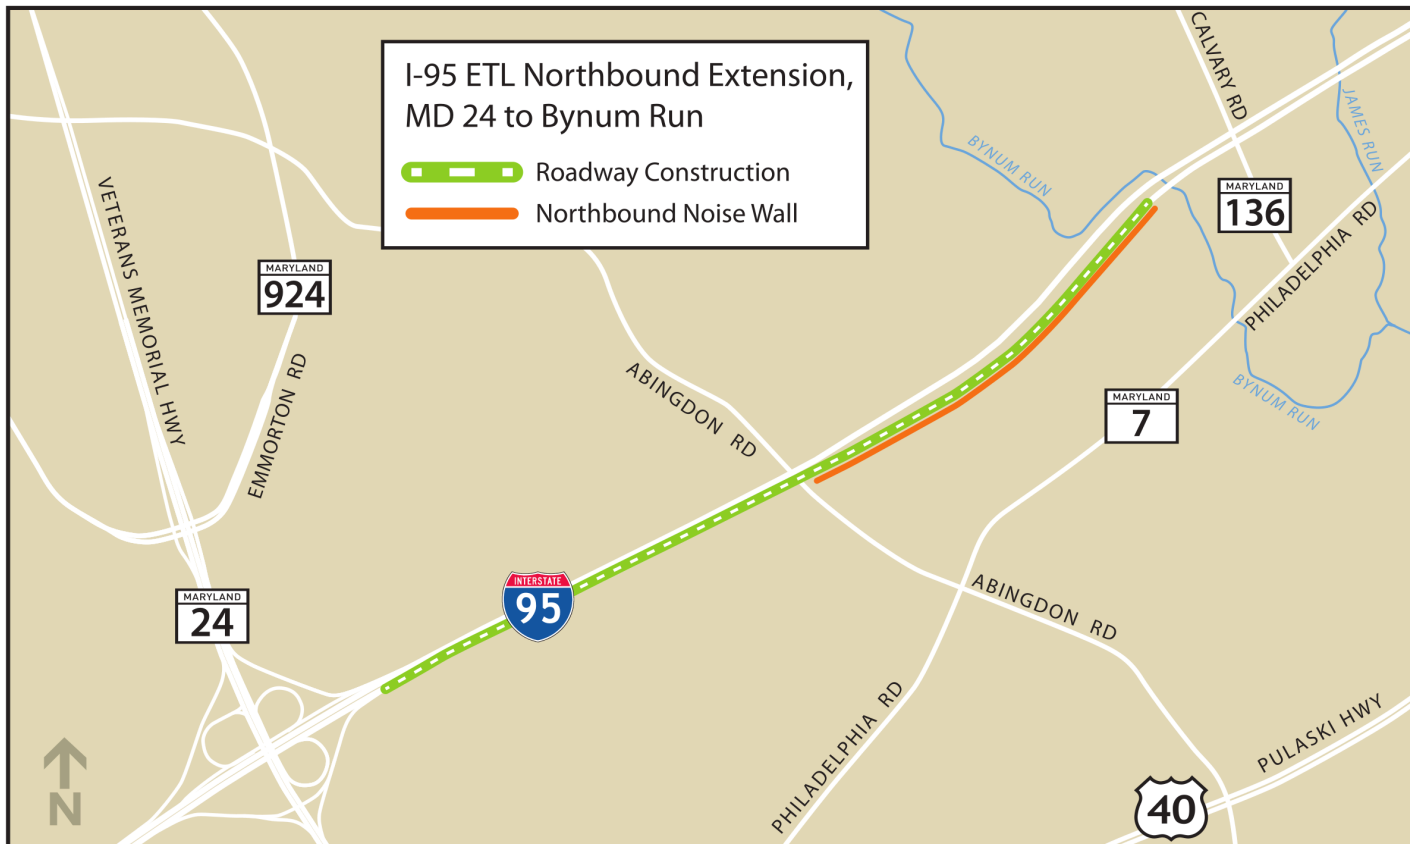 I-95 ETL Northbound Extension,
MD 24 to Bynum Run
Roadway Construction
Northbound Noise Wall
CALVARY RD
JAMES RUN
BYNUM RUN
MARYLAND
136
PHILADELPHIA RD
VETERANS MEMORIAL HWY
MARYLAND
924
EMMORTON RD
ABINGDON RD
MARYLAND
7
BYNUM RUN
INTERSTATE
95
MARYLAND
24
ABINGDON RD
PHILADELPHIA RD
PULASKI HWY
40
N